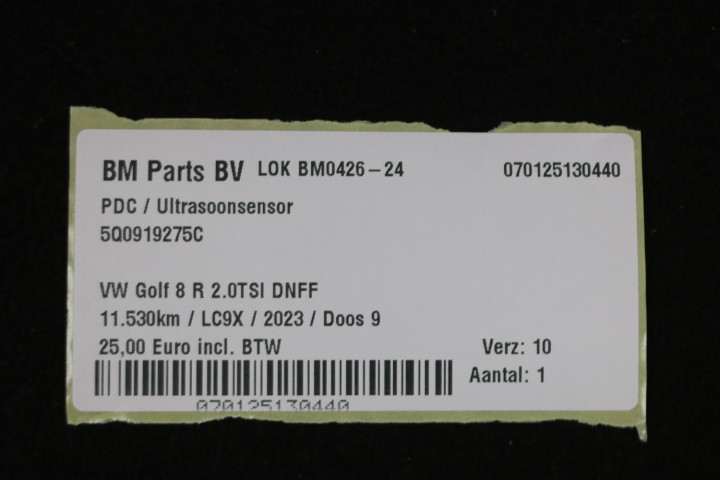 BM Parts BV LOK BM0426-24 070125130440
PDC / Ultrasoonsensor
5Q0919275C
VW Golf 8 R 2.0TSI DNFF
11.530km / LC9X / 2023 / Doos 9
25,00 Euro incl. BTW Verz: 10
Aantal: 1
070125130440